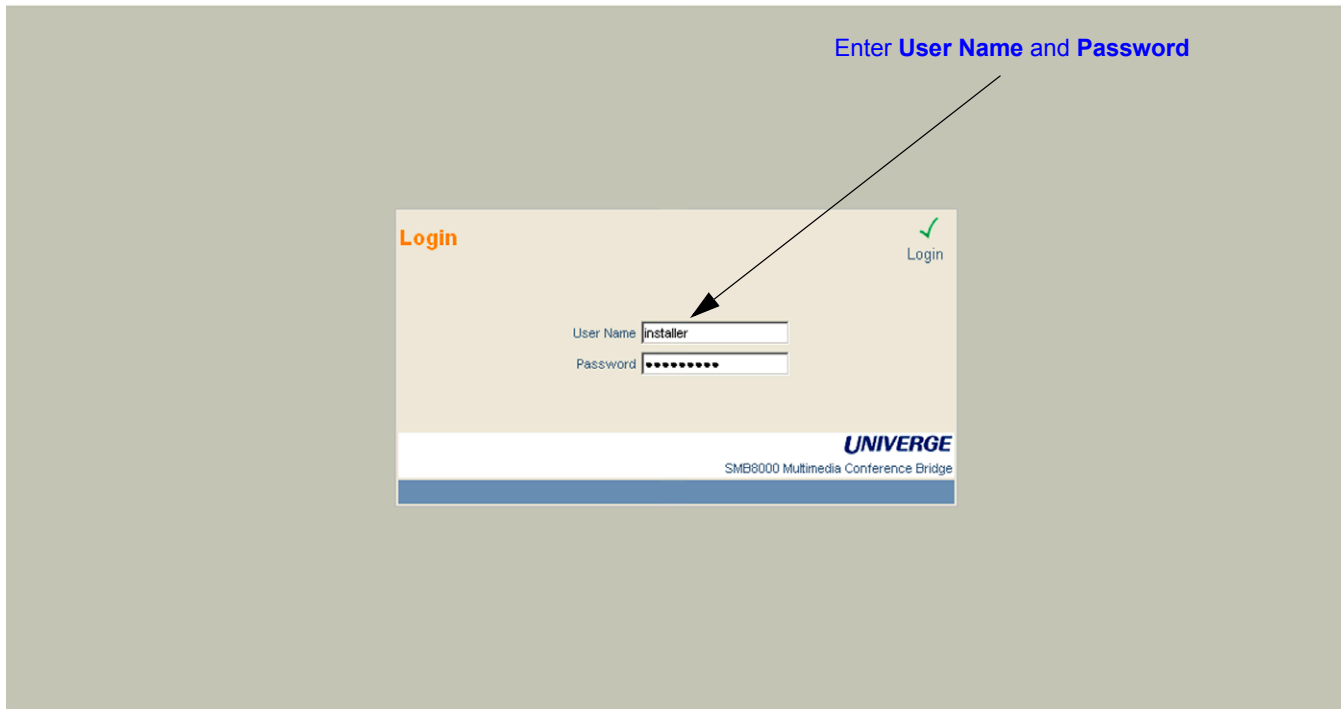 Enter User Name and Password
Login
Login
User Name installer
Password •••••••••
UNIVERGE
SMB8000 Multimedia Conference Bridge